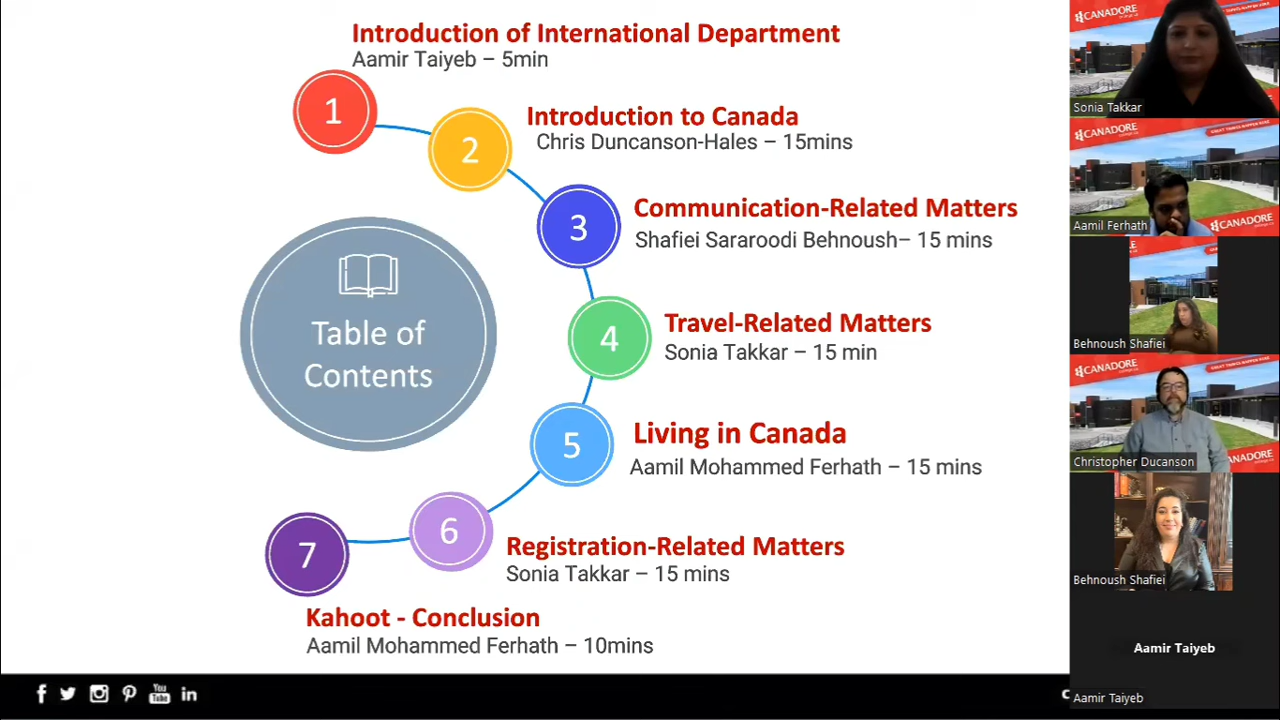 Introduction of International Department
Aamir Taiyeb – 5min
1
Introduction to Canada
Chris Duncanson-Hales – 15mins
2
Communication-Related Matters
Shafiei Sararoodi Behnoush– 15 mins
3
Table of
Contents
Travel-Related Matters
Sonia Takkar – 15 min
4
Living in Canada
Aamil Mohammed Ferhath – 15 mins
5
Registration-Related Matters
Sonia Takkar – 15 mins
6
7
Kahoot - Conclusion
Aamil Mohammed Ferhath – 10mins
You
Tube
in
CANADORE
Sonia Takkar
CANADORE
Aamil Ferhath
CANADORE
Behnoush Shafiei
CANADORE
Christopher Ducanson
Behnoush Shafiei
Aamir Taiyeb
Aamir Taiyeb